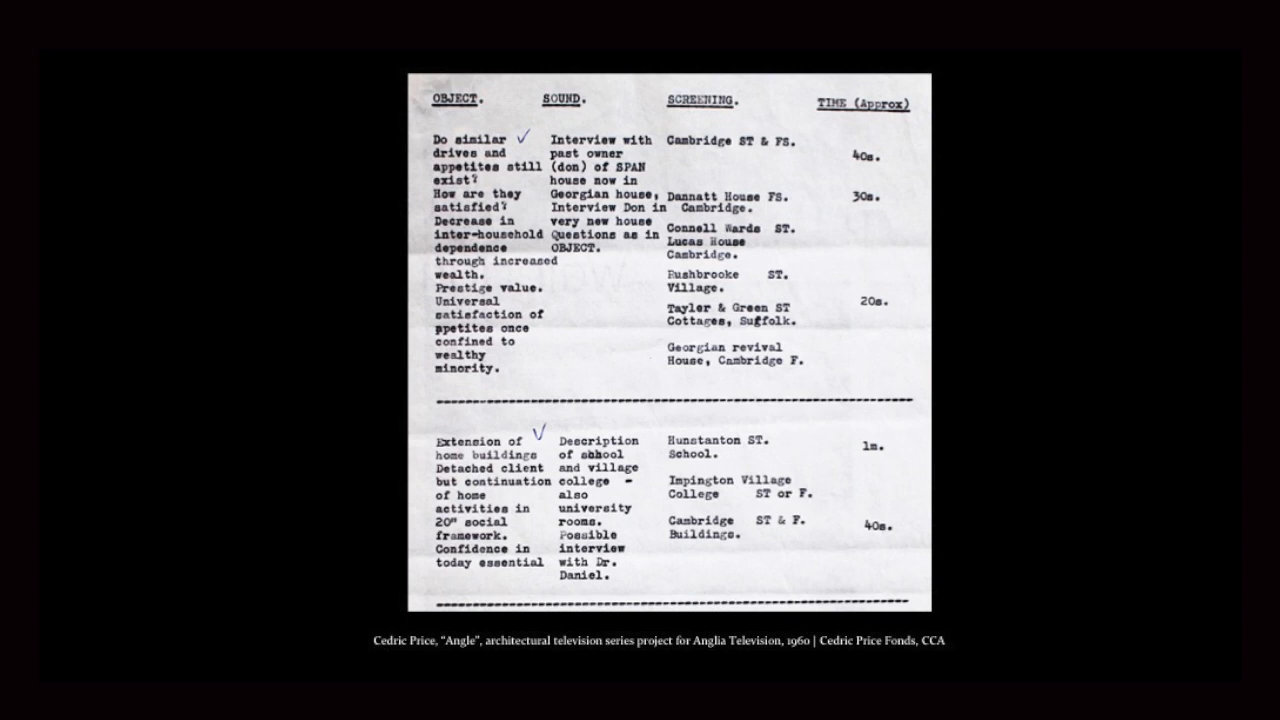 OBJECT. SOUND. SCREENING. TIME (Approx)
Do similar ✓ Interview with Cambridge ST & FS.
drives and past owner 40s.
appetites still (don) of SPAN
exist? house now in
How are they Georgian house, Dannatt House FS. 30s.
satisfied? Interview Don in Cambridge.
Decrease in very new house
inter-household Questions as in Connell Wards ST.
dependence OBJECT. Lucas House
through increased Cambridge.
wealth. Rushbrooke ST.
Prestige value. Village.
Universal 20s.
satisfaction of Tayler & Green ST
ppetites once Cottages, Suffolk.
confined to
wealthy Georgian revival
minority. House, Cambridge F.
Extension of ✓ Description Hunstanton ST. 1m.
home buildings of sbhool School.
Detached client and village
but continuation college - Impington Village
of home also College ST or F.
activities in university
20" social rooms. Cambridge ST & F. 40s.
framework. Possible Buildings.
Confidence in interview
today essential with Dr.
Daniel.
Cedric Price, “Angle”, architectural television series project for Anglia Television, 1960 | Cedric Price Fonds, CCA